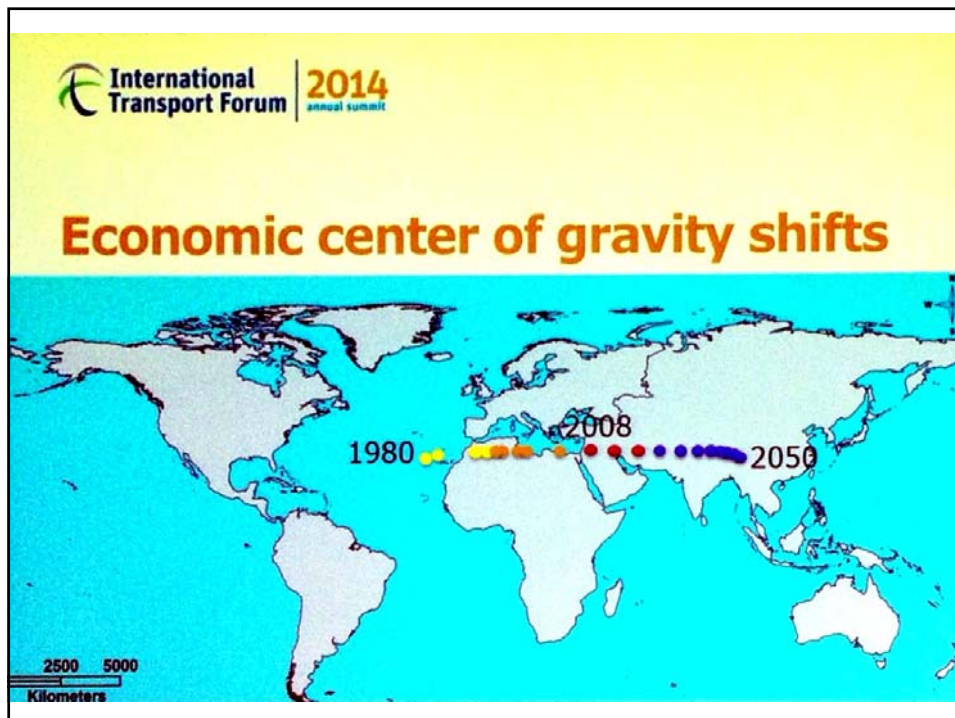 International
Transport Forum
2014
annual summit
Economic center of gravity shifts
1980
2008
2050
2500 5000
Kilometers